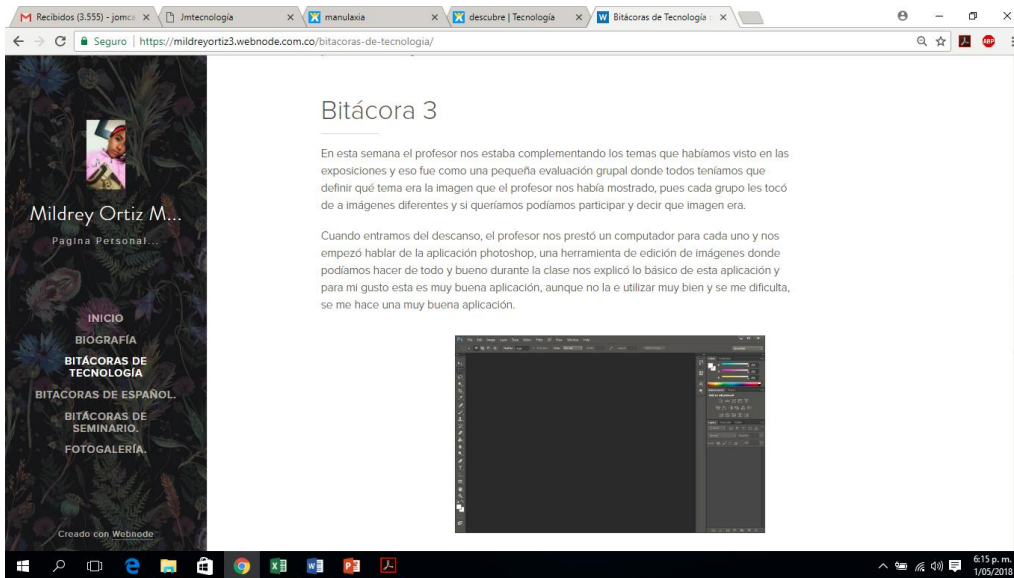 Recibidos (3.555) - jomca
Jmtecnología
manulaxia
descubre | Tecnología
Bitácoras de Tecnología
Seguro
https://mildreyortiz3.webnode.com.co/bitacoras-de-tecnologia/
ABP
Mildrey Ortiz M...
Pagina Personal...
INICIO
BIOGRAFÍA
BITÁCORAS DE
TECNOLOGÍA
BITACORAS DE ESPAÑOL.
BITÁCORAS DE
SEMINARIO.
FOTOGALERÍA.
Creado con Webnode
Bitácora 3
En esta semana el profesor nos estaba complementando los temas que habíamos visto en las
exposiciones y eso fue como una pequeña evaluación grupal donde todos teníamos que
definir qué tema era la imagen que el profesor nos había mostrado, pues cada grupo les tocó
de a imágenes diferentes y si queríamos podíamos participar y decir que imagen era.
Cuando entramos del descanso, el profesor nos prestó un computador para cada uno y nos
empezó hablar de la aplicación photoshop, una herramienta de edición de imágenes donde
podíamos hacer de todo y bueno durante la clase nos explicó lo básico de esta aplicación y
para mi gusto esta es muy buena aplicación, aunque no la e utilizar muy bien y se me dificulta,
se me hace una muy buena aplicación.
6:15 p. m.
1/05/2018